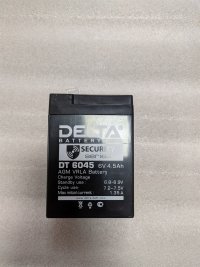 DELTA
BATTERY
SECURITY
series
DT 6045 6V 4.5Ah
AGM VRLA Battery
Charge Voltage
Standby use 6.8-6.9V
Cycle use 7.2-7.5V
Max initial current 1.35A